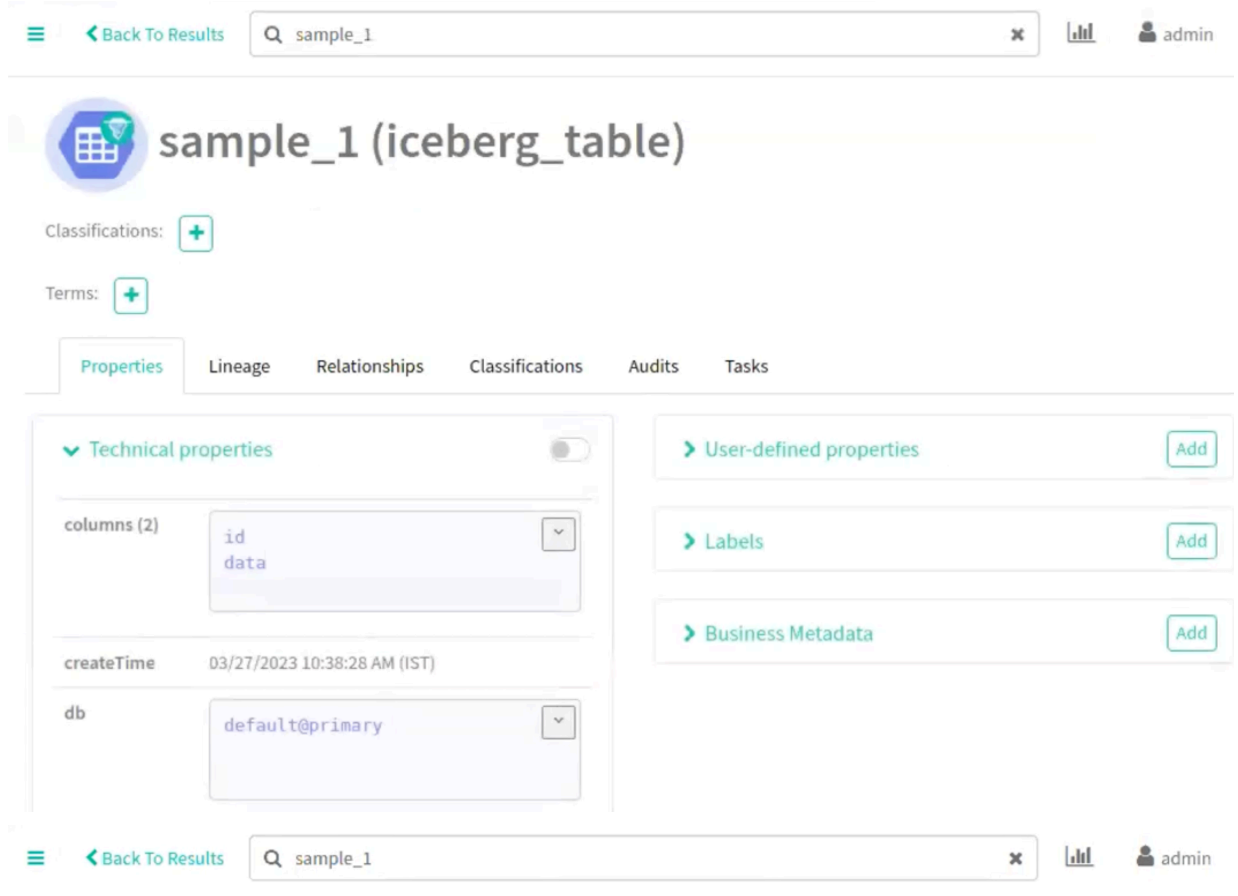 Back To Results sample_1 admin
sample_1 (iceberg_table)
Classifications:
Terms:
Properties Lineage Relationships Classifications Audits Tasks
Technical properties
columns (2)
id
data
createTime 03/27/2023 10:38:28 AM (IST)
db
default@primary
User-defined properties Add
Labels Add
Business Metadata Add
Back To Results sample_1 admin